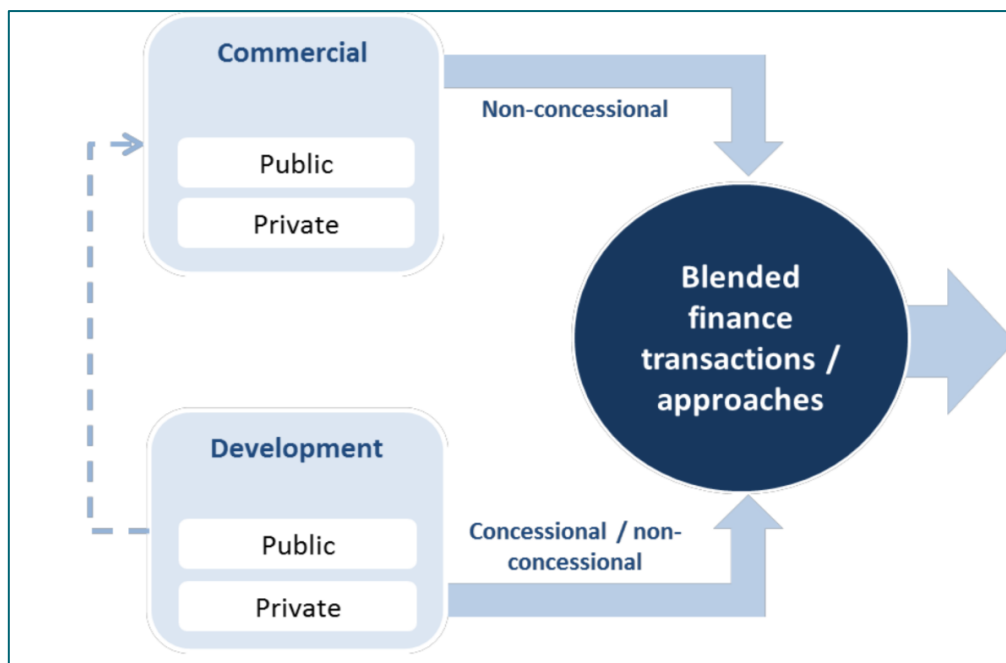 Commercial
Public
Private
Non-concessional
Blended
finance
transactions /
approaches
Development
Public
Private
Concessional / non-
concessional